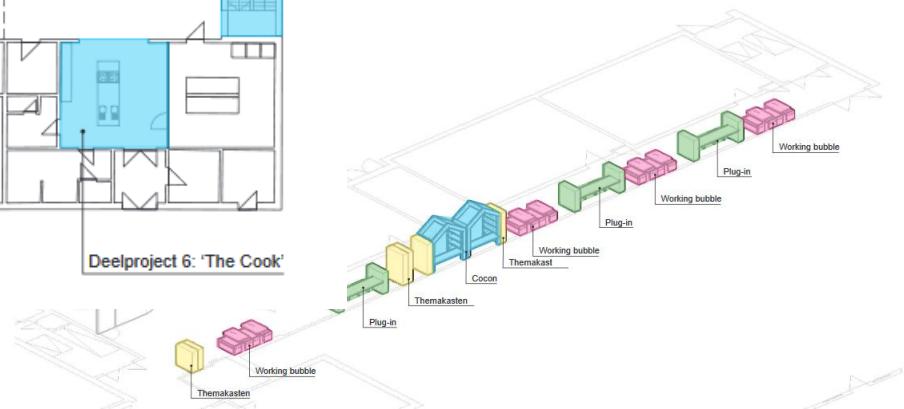 Deelproject 6: 'The Cook'
Working bubble
Plug-in
Working bubble
Plug-in
Working bubble
Themakast
Cocon
Themakasten
Plug-in
Working bubble
Themakasten